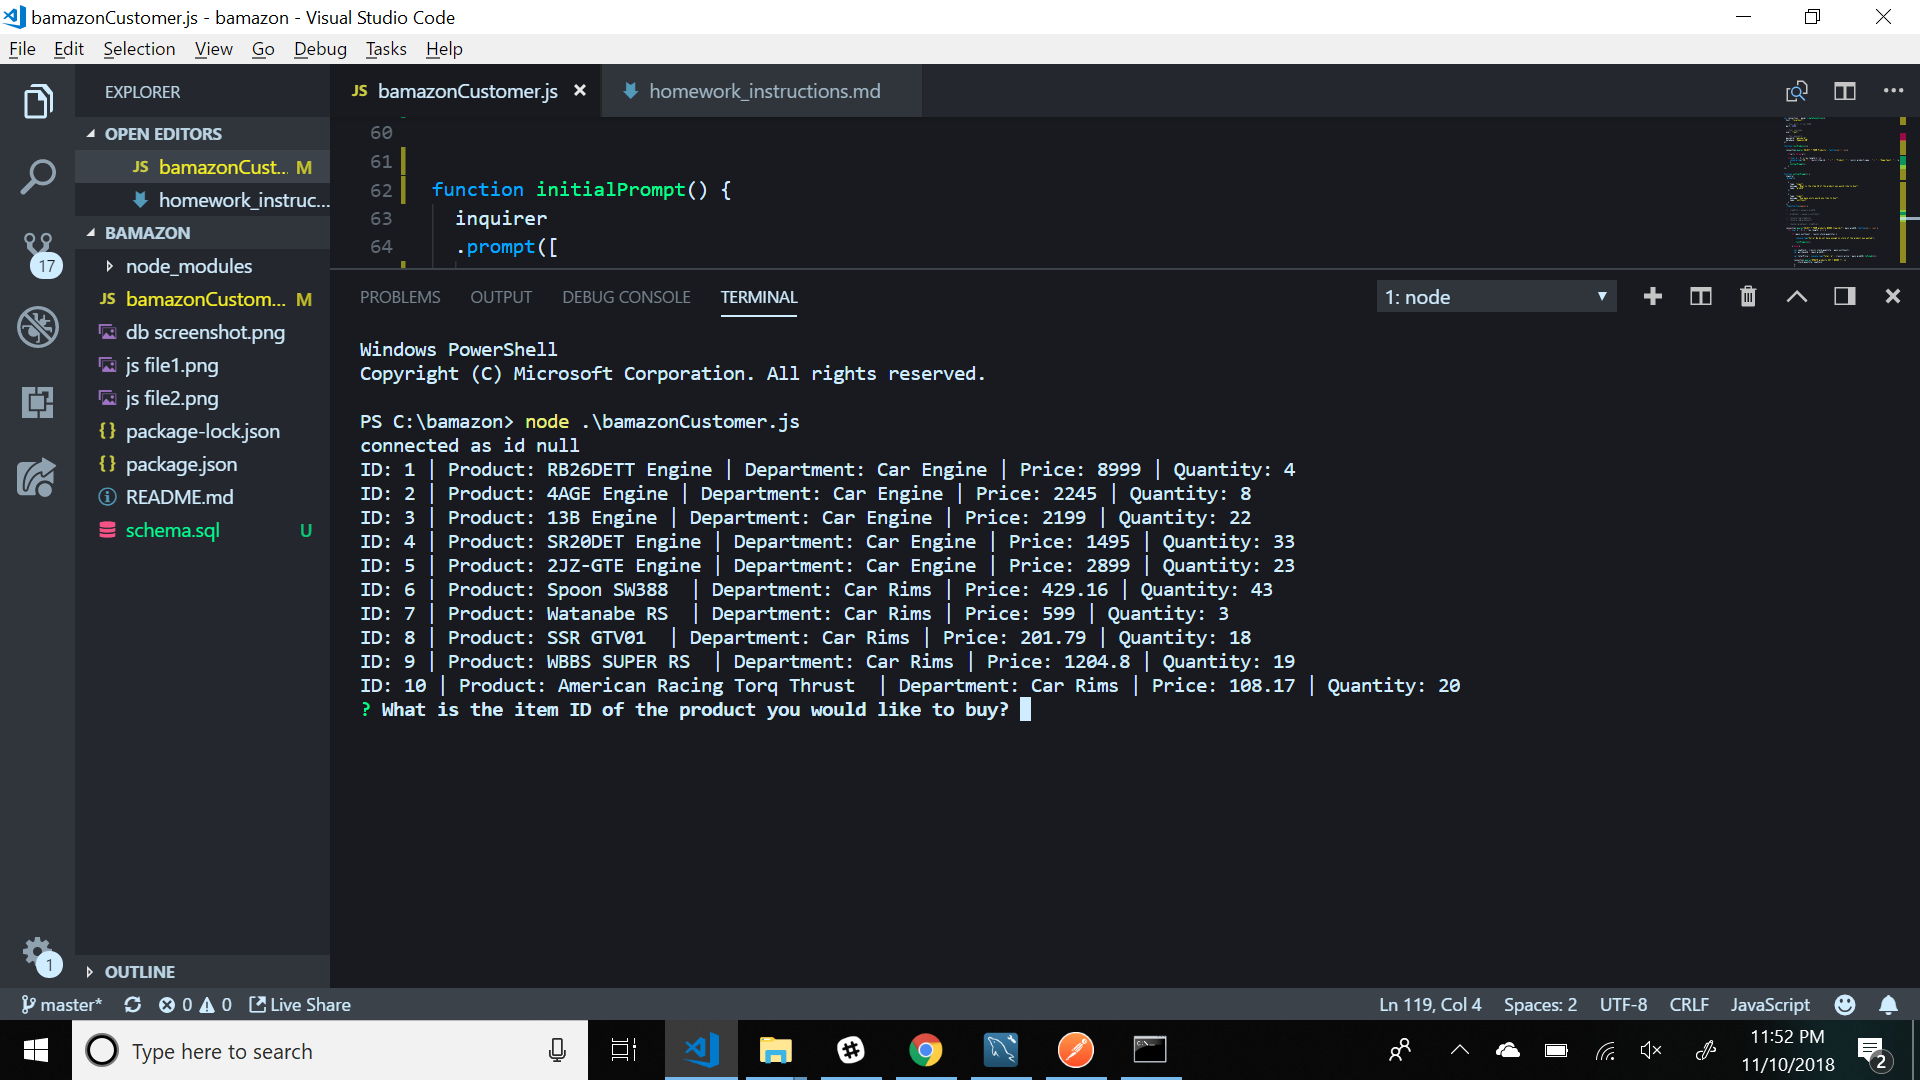 bamazonCustomer.js - bamazon - Visual Studio Code
File Edit Selection View Go Debug Tasks Help
EXPLORER
OPEN EDITORS
JS bamazonCust... M
homework_instruc...
BAMAZON
node_modules
JS bamazonCustom... M
db screenshot.png
js file1.png
js file2.png
{} package-lock.json
{} package.json
README.md
schema.sql U
OUTLINE
17
1
JS bamazonCustomer.js × homework_instructions.md
60
61
62 function initialPrompt() {
63 inquirer
64 .prompt([
PROBLEMS OUTPUT DEBUG CONSOLE TERMINAL 1: node
Windows PowerShell
Copyright (C) Microsoft Corporation. All rights reserved.
PS C:\bamazon> node .\bamazonCustomer.js
connected as id null
ID: 1 | Product: RB26DETT Engine | Department: Car Engine | Price: 8999 | Quantity: 4
ID: 2 | Product: 4AGE Engine | Department: Car Engine | Price: 2245 | Quantity: 8
ID: 3 | Product: 13B Engine | Department: Car Engine | Price: 2199 | Quantity: 22
ID: 4 | Product: SR20DET Engine | Department: Car Engine | Price: 1495 | Quantity: 33
ID: 5 | Product: 2JZ-GTE Engine | Department: Car Engine | Price: 2899 | Quantity: 23
ID: 6 | Product: Spoon SW388  | Department: Car Rims | Price: 429.16 | Quantity: 43
ID: 7 | Product: Watanabe RS  | Department: Car Rims | Price: 599 | Quantity: 3
ID: 8 | Product: SSR GTV01  | Department: Car Rims | Price: 201.79 | Quantity: 18
ID: 9 | Product: WBBS SUPER RS  | Department: Car Rims | Price: 1204.8 | Quantity: 19
ID: 10 | Product: American Racing Torq Thrust  | Department: Car Rims | Price: 108.17 | Quantity: 20
? What is the item ID of the product you would like to buy?
master* 0 0 Live Share Ln 119, Col 4 Spaces: 2 UTF-8 CRLF JavaScript
Type here to search
11:52 PM
11/10/2018
2